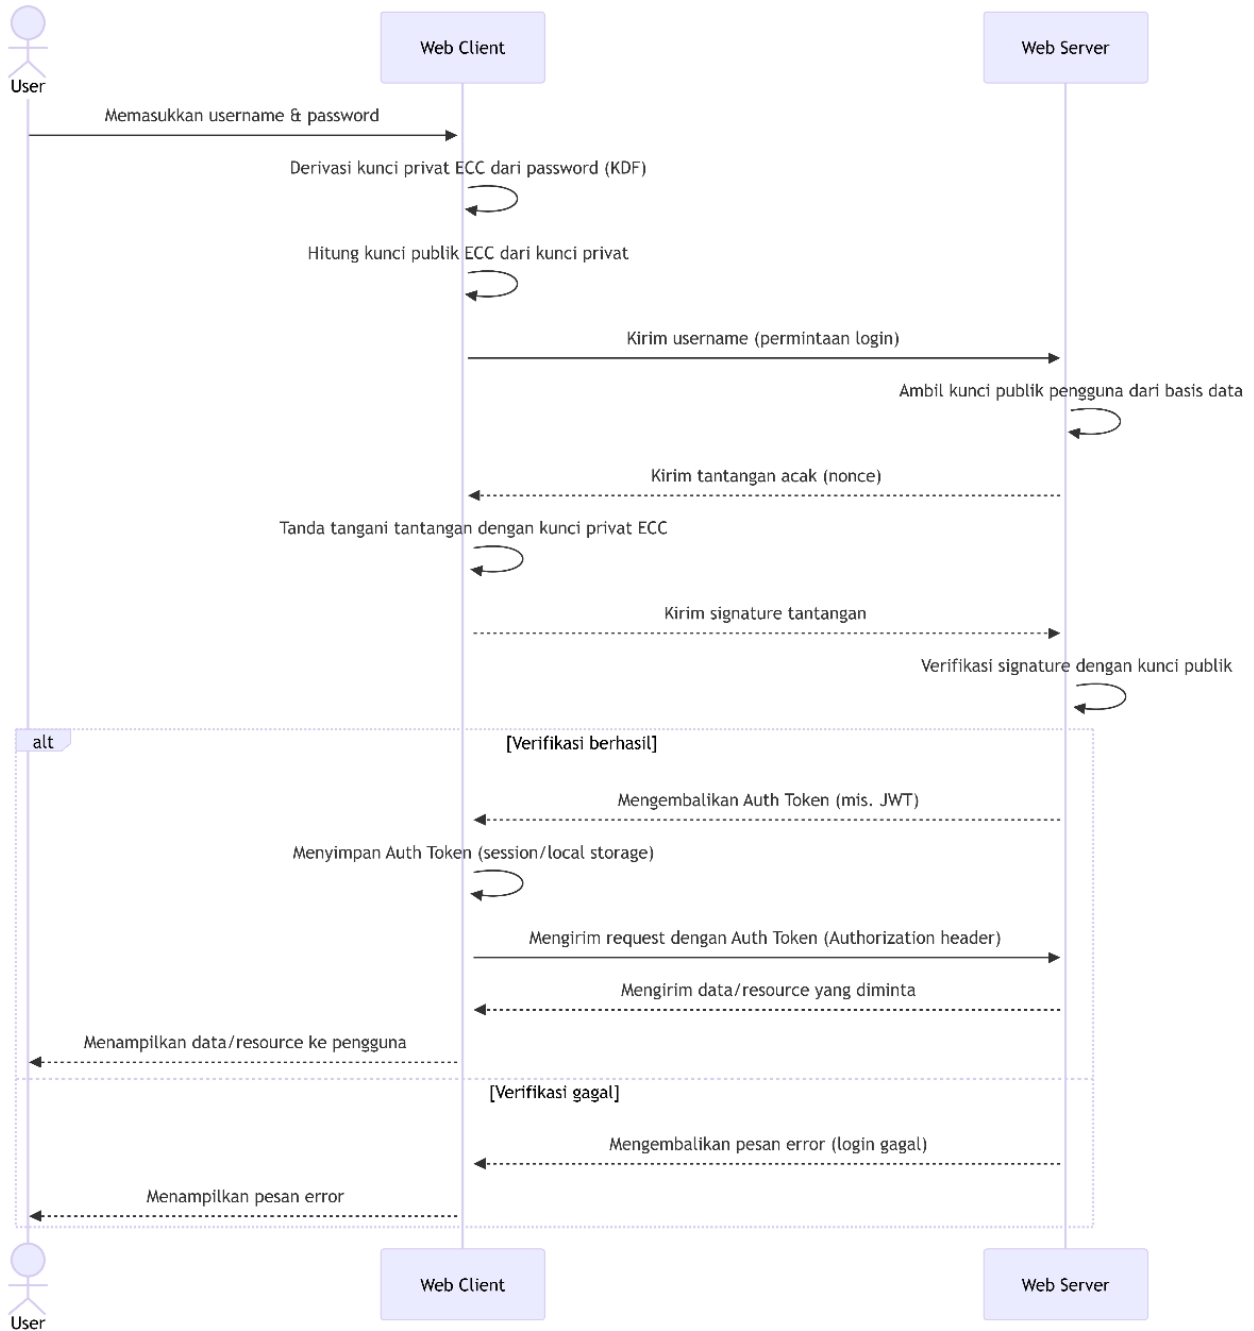 Web Client
Web Server
User
Memasukkan username & password
Derivasi kunci privat ECC dari password (KDF)
Hitung kunci publik ECC dari kunci privat
Kirim username (permintaan login)
Ambil kunci publik pengguna dari basis data
Kirim tantangan acak (nonce)
Tanda tangani tantangan dengan kunci privat ECC
Kirim signature tantangan
Verifikasi signature dengan kunci publik
alt
[Verifikasi berhasil]
Mengembalikan Auth Token (mis. JWT)
Menyimpan Auth Token (session/local storage)
Mengirim request dengan Auth Token (Authorization header)
Mengirim data/resource yang diminta
Menampilkan data/resource ke pengguna
[Verifikasi gagal]
Mengembalikan pesan error (login gagal)
Menampilkan pesan error
Web Client
Web Server
User